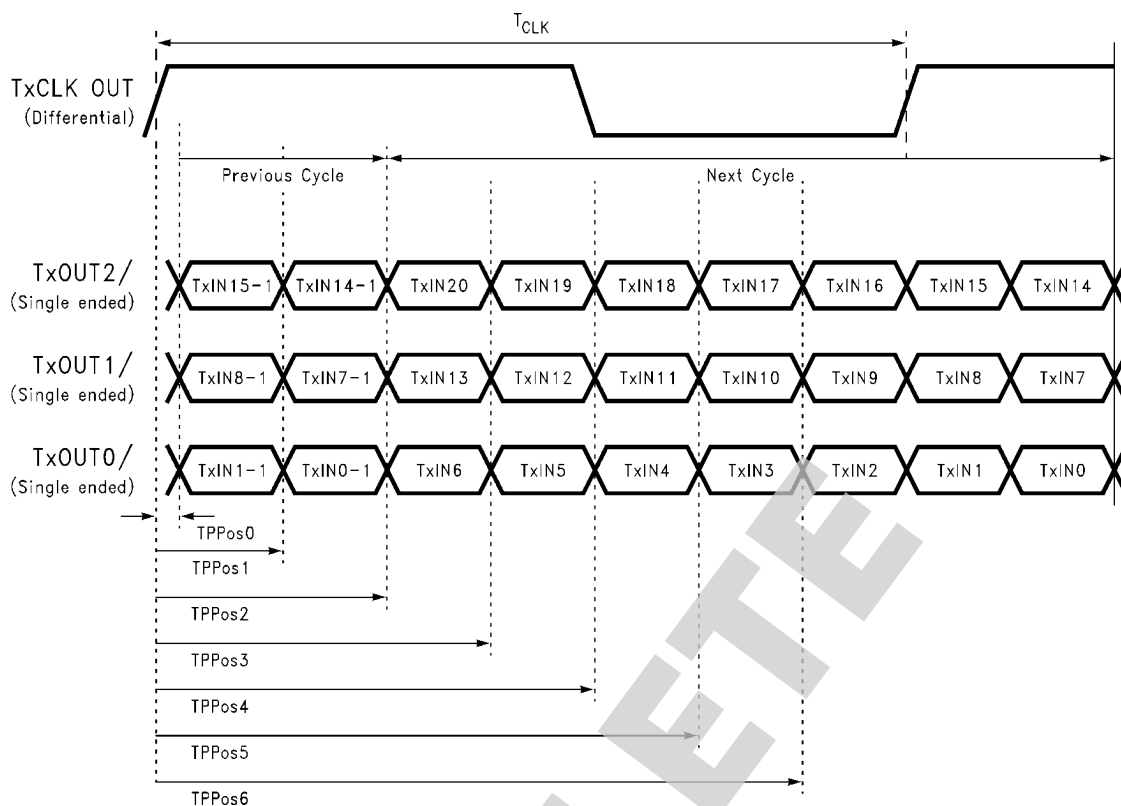 TCLK
TxCLK OUT
(Differential)
Previous Cycle
Next Cycle
TxOUT2/
(Single ended)
TxIN15-1 TxIN14-1 TxIN20 TxIN19 TxIN18 TxIN17 TxIN16 TxIN15 TxIN14
TxOUT1/
(Single ended)
TxIN8-1 TxIN7-1 TxIN13 TxIN12 TxIN11 TxIN10 TxIN9 TxIN8 TxIN7
TxOUT0/
(Single ended)
TxIN1-1 TxIN0-1 TxIN6 TxIN5 TxIN4 TxIN3 TxIN2 TxIN1 TxIN0
TPPos0
TPPos1
TPPos2
TPPos3
TPPos4
TPPos5
TPPos6
ETE